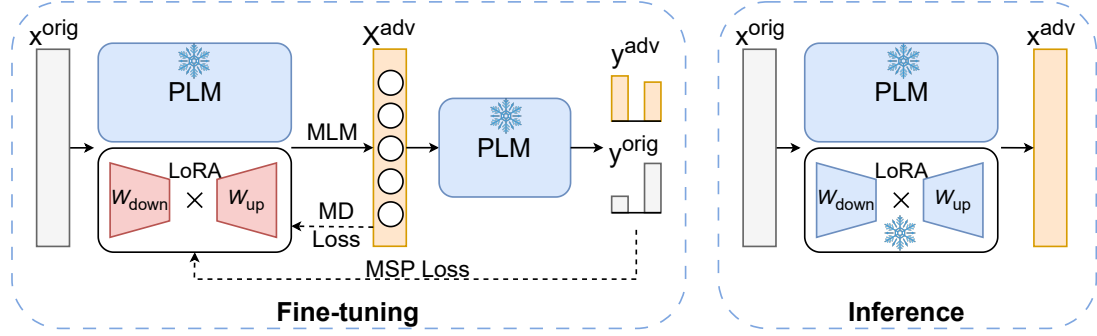 x^orig
PLM
LoRA
W_down
×
W_up
MLM
X^adv
MD
Loss
MSP Loss
PLM
y^adv
y^orig
Fine-tuning
x^orig
PLM
LoRA
W_down
×
W_up
x^adv
Inference